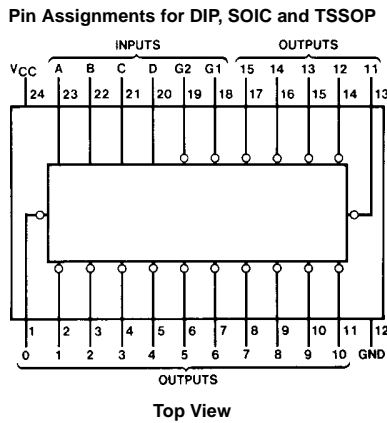 Pin Assignments for DIP, SOIC and TSSOP
INPUTS OUTPUTS
VCC A B C D G2 G1 15 14 13 12 11
24 23 22 21 20 19 18 17 16 15 14 13
1 2 3 4 5 6 7 8 9 10 11 12
0 1 2 3 4 5 6 7 8 9 10 GND
OUTPUTS
Top View